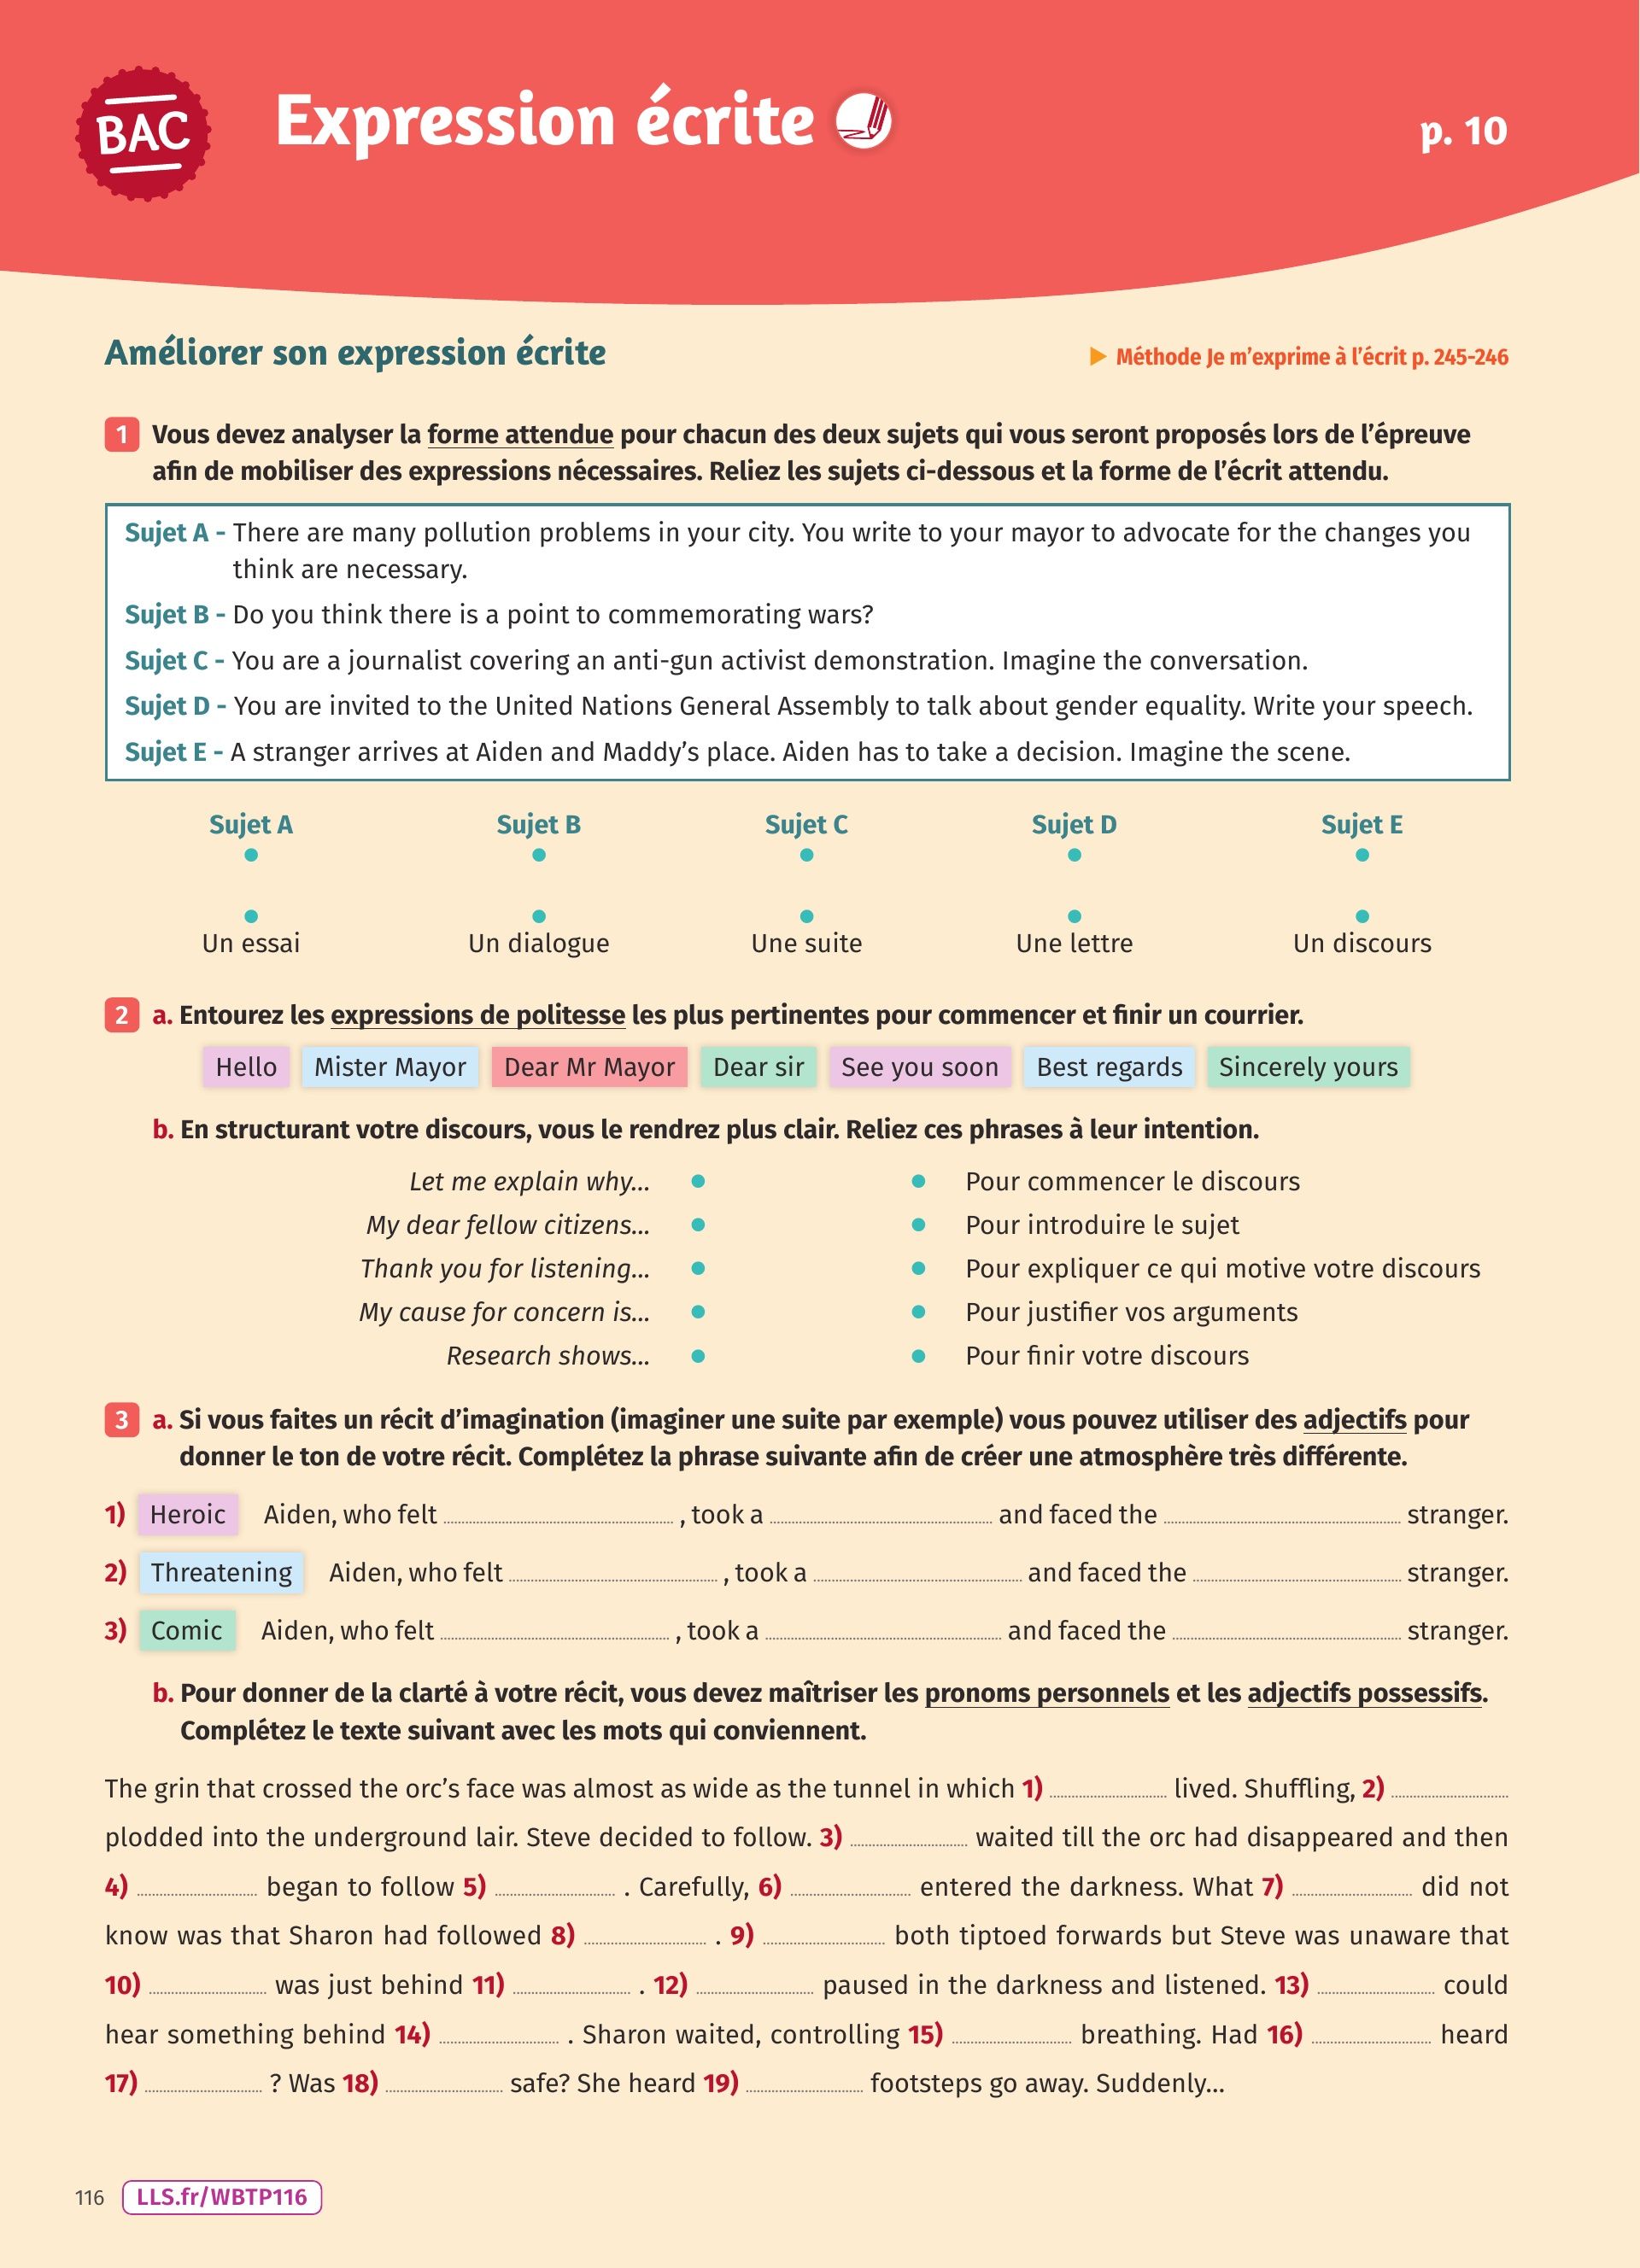 BAC
Expression écrite
p. 10
Améliorer son expression écrite
Méthode Je m'exprime à l'écrit p. 245-246
1 Vous devez analyser la forme attendue pour chacun des deux sujets qui vous seront proposés lors de l'épreuve
afin de mobiliser des expressions nécessaires. Reliez les sujets ci-dessous et la forme de l'écrit attendu.
Sujet A - There are many pollution problems in your city. You write to your mayor to advocate for the changes you
think are necessary.
Sujet B - Do you think there is a point to commemorating wars?
Sujet C - You are a journalist covering an anti-gun activist demonstration. Imagine the conversation.
Sujet D - You are invited to the United Nations General Assembly to talk about gender equality. Write your speech.
Sujet E - A stranger arrives at Aiden and Maddy's place. Aiden has to take a decision. Imagine the scene.
Sujet A Sujet B Sujet C Sujet D Sujet E
Un essai Un dialogue Une suite Une lettre Un discours
2 a. Entourez les expressions de politesse les plus pertinentes pour commencer et finir un courrier.
Hello Mister Mayor Dear Mr Mayor Dear sir See you soon Best regards Sincerely yours
b. En structurant votre discours, vous le rendrez plus clair. Reliez ces phrases à leur intention.
Let me explain why... Pour commencer le discours
My dear fellow citizens... Pour introduire le sujet
Thank you for listening... Pour expliquer ce qui motive votre discours
My cause for concern is... Pour justifier vos arguments
Research shows... Pour finir votre discours
3 a. Si vous faites un récit d'imagination (imaginer une suite par exemple) vous pouvez utiliser des adjectifs pour
donner le ton de votre récit. Complétez la phrase suivante afin de créer une atmosphère très différente.
1) Heroic Aiden, who felt , took a and faced the stranger.
2) Threatening Aiden, who felt , took a and faced the stranger.
3) Comic Aiden, who felt , took a and faced the stranger.
b. Pour donner de la clarté à votre récit, vous devez maîtriser les pronoms personnels et les adjectifs possessifs.
Complétez le texte suivant avec les mots qui conviennent.
The grin that crossed the orc's face was almost as wide as the tunnel in which 1) lived. Shuffling, 2)
plodded into the underground lair. Steve decided to follow. 3) waited till the orc had disappeared and then
4) began to follow 5) . Carefully, 6) entered the darkness. What 7) did not
know was that Sharon had followed 8) . 9) both tiptoed forwards but Steve was unaware that
10) was just behind 11) . 12) paused in the darkness and listened. 13) could
hear something behind 14) . Sharon waited, controlling 15) breathing. Had 16) heard
17) ? Was 18) safe? She heard 19) footsteps go away. Suddenly...
116 LLS.fr/WBTP116